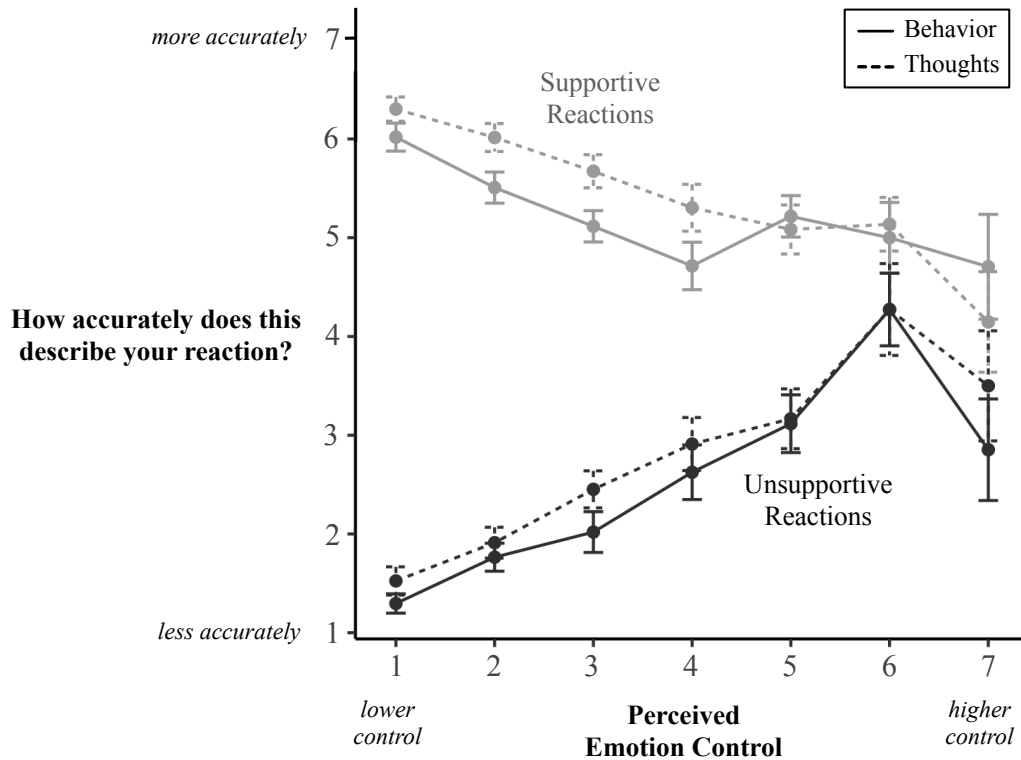 more accurately
7
Behavior
Thoughts
Supportive
Reactions
6
5
How accurately does this
describe your reaction?
4
3
Unsupportive
Reactions
2
less accurately
1
1 2 3 4 5 6 7
lower
control
Perceived
Emotion Control
higher
control